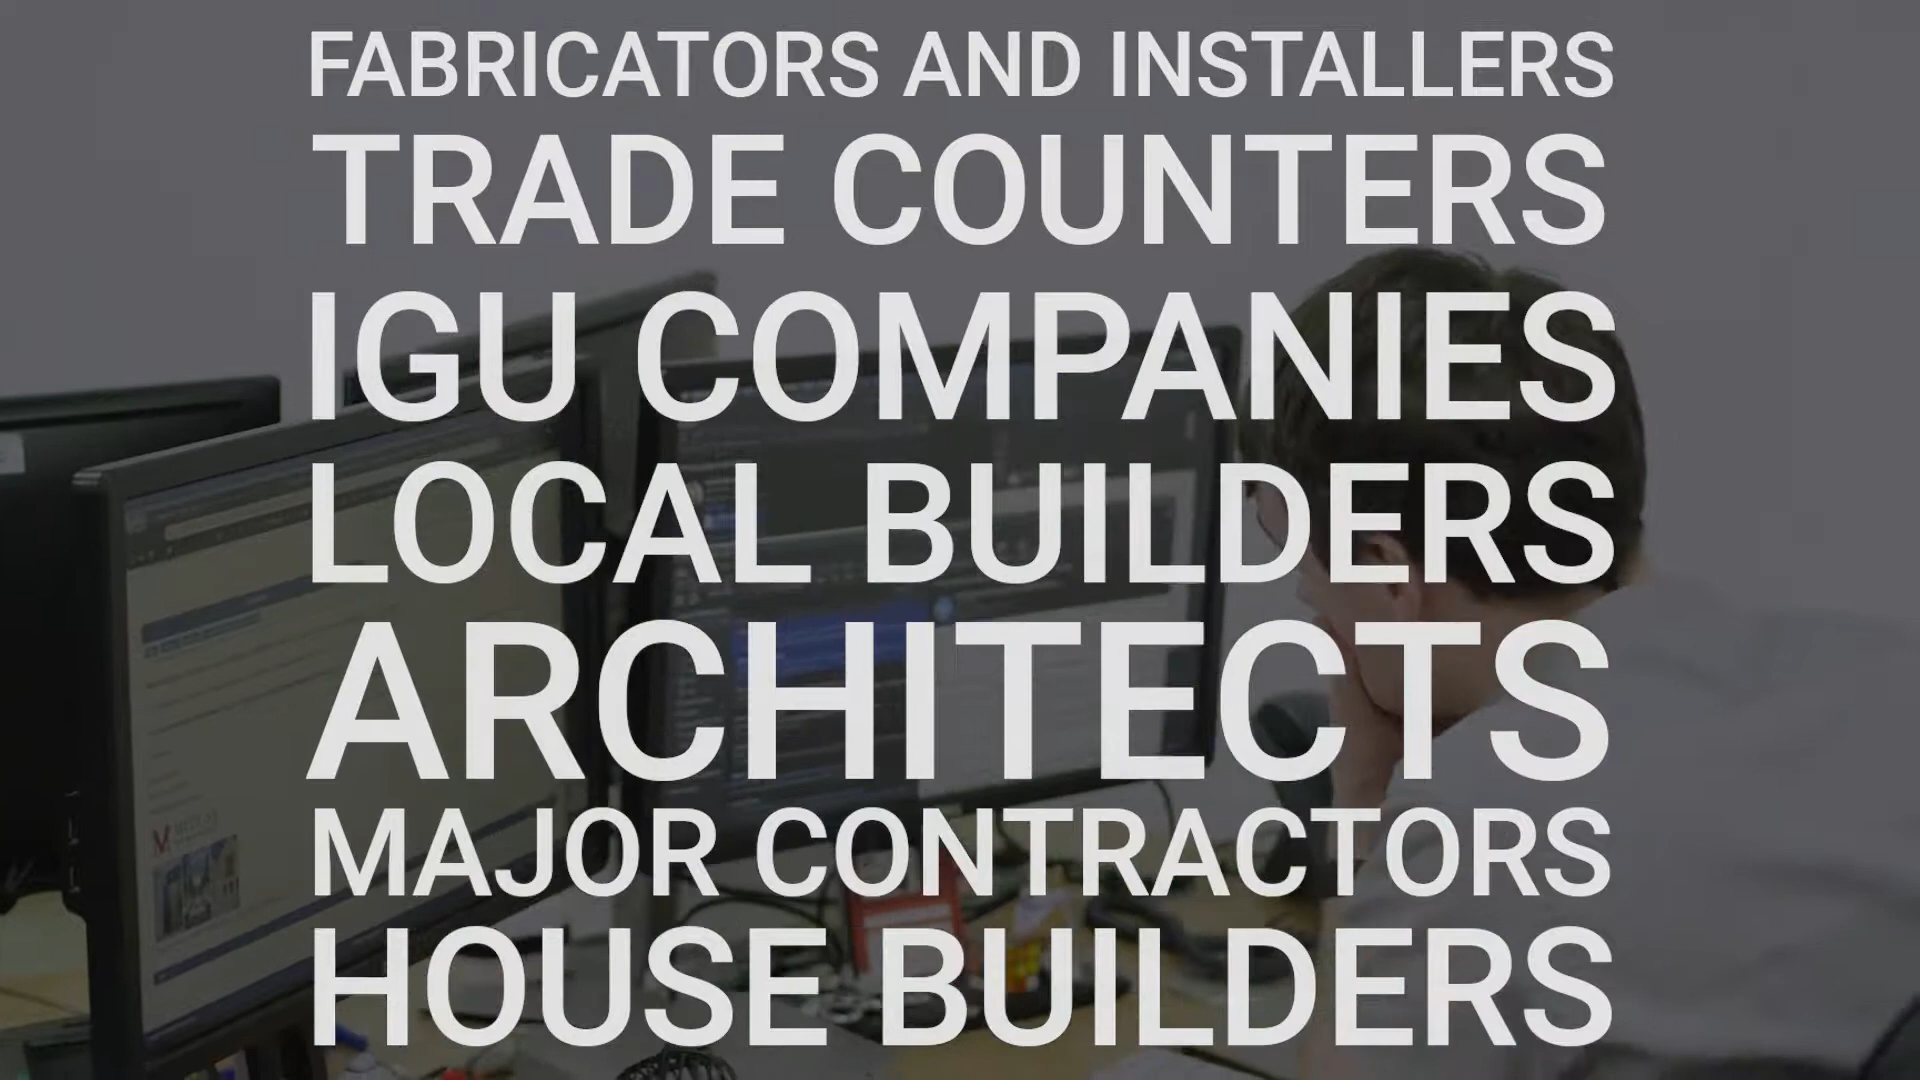 FABRICATORS AND INSTALLERS
TRADE COUNTERS
IGU COMPANIES
LOCAL BUILDERS
ARCHITECTS
MAJOR CONTRACTORS
HOUSE BUILDERS